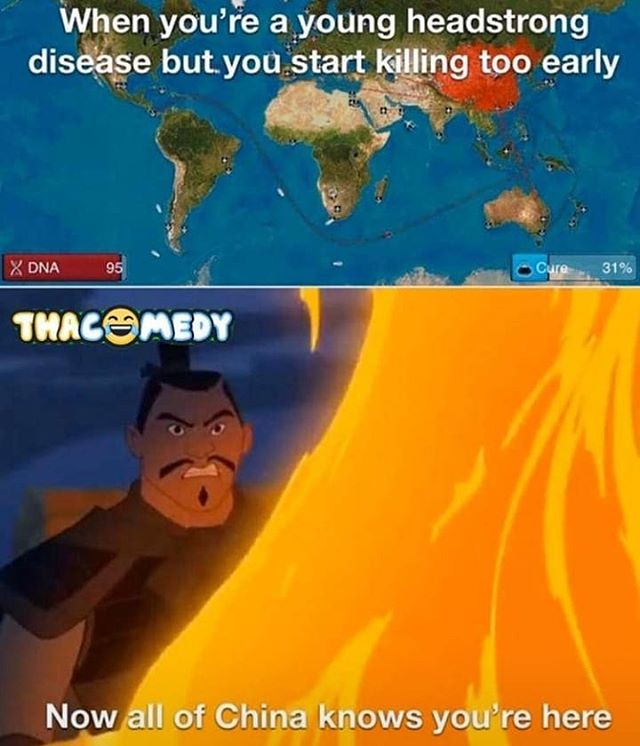 When you're a young headstrong
disease but you start killing too early
DNA 95
Cure 31%
THACOMEDY
Now all of China knows you're here